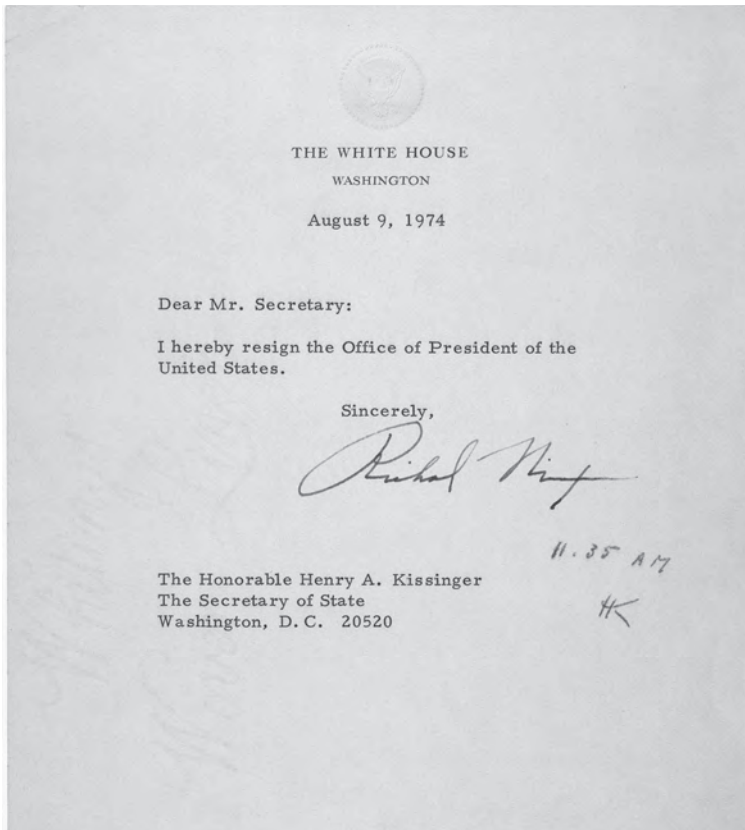 THE WHITE HOUSE
WASHINGTON
August 9, 1974
Dear Mr. Secretary:
I hereby resign the Office of President of the
United States.
Sincerely,
Richard Nixon
11.35 AM
The Honorable Henry A. Kissinger
The Secretary of State
HK
Washington, D. C. 20520